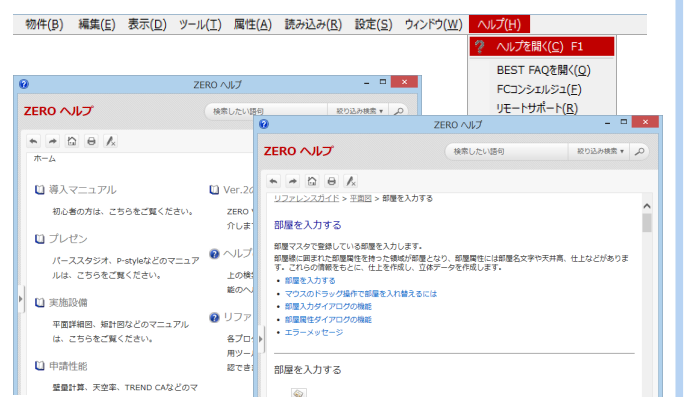 物件(B) 編集(E) 表示(D) ツール(T) 属性(A) 読み込み(R) 設定(S) ウィンドウ(W) ヘルプ(H)
ヘルプを開く(C) F1
BEST FAQを開く(O)
FCコンシェルジュ(F)
リモートサポート(R)
ZERO ヘルプ
ZERO ヘルプ
検索したい語句
絞り込み検索
ホーム
導入マニュアル
初心者の方は、こちらをご覧ください。
プレゼン
パーススタジオ、P-styleなどのマニュア
ルは、こちらをご覧ください。
実施設備
平面詳細図、矩計図などのマニュアル
は、こちらをご覧ください。
申請性能
壁量計算、天空率、TREND CAなどのマ
Ver.2の
ZERO
介しま
ヘルプ
上の検
能のヘ
リファ
各プロ
用ツー
認でき
ZERO ヘルプ
ZERO ヘルプ
検索したい語句
絞り込み検索
リファレンスガイド > 平面図 > 部屋を入力する
部屋を入力する
部屋マスタで登録している部屋を入力します。
部屋線に囲まれた部屋属性を持った領域が部屋となり、部屋属性には部屋名文字や天井高、仕上などがありま
す。これらの情報をもとに、仕上を作成し、立体データを作成します。
• 部屋を入力する
• マウスのドラッグ操作で部屋を入れ替えるには
• 部屋入力ダイアログの機能
• 部屋属性ダイアログの機能
• エラーメッセージ
部屋を入力する